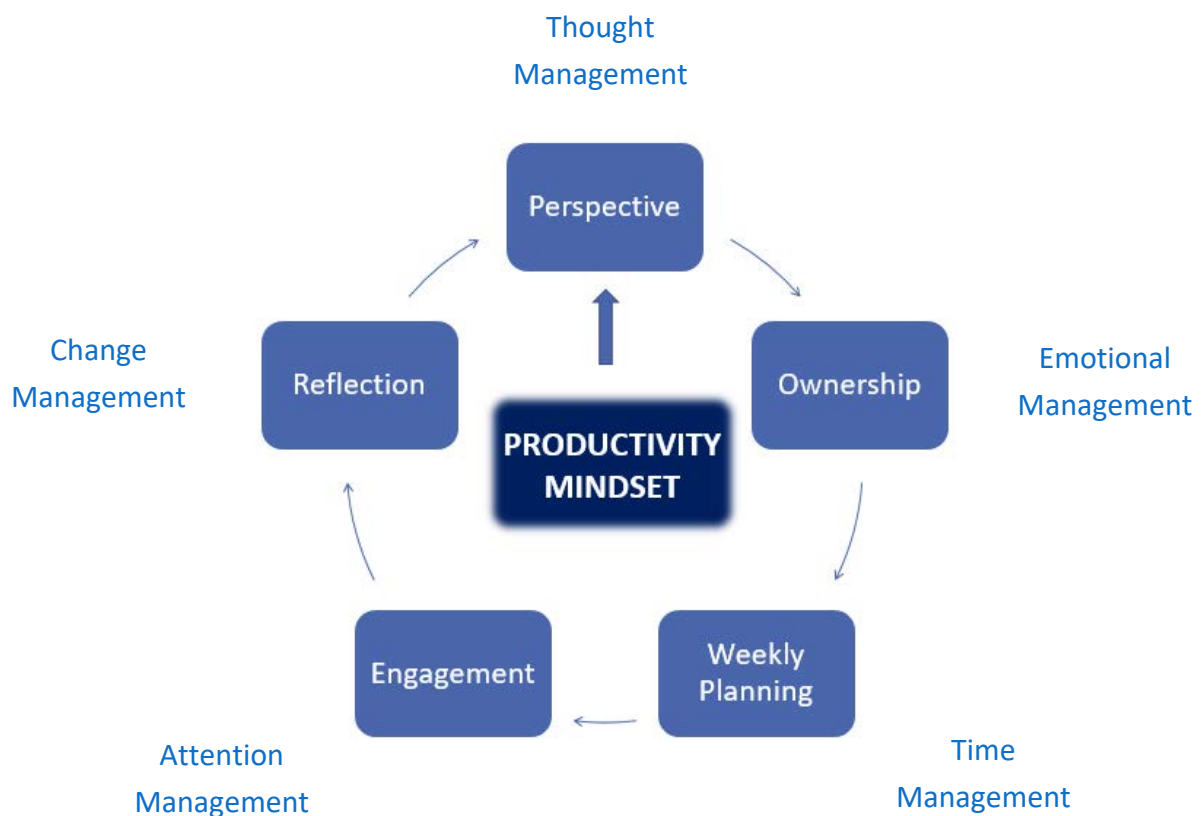 Thought
Management
Perspective
Change
Management
Reflection
Ownership
Emotional
Management
PRODUCTIVITY
MINDSET
Engagement
Weekly
Planning
Attention
Management
Time
Management